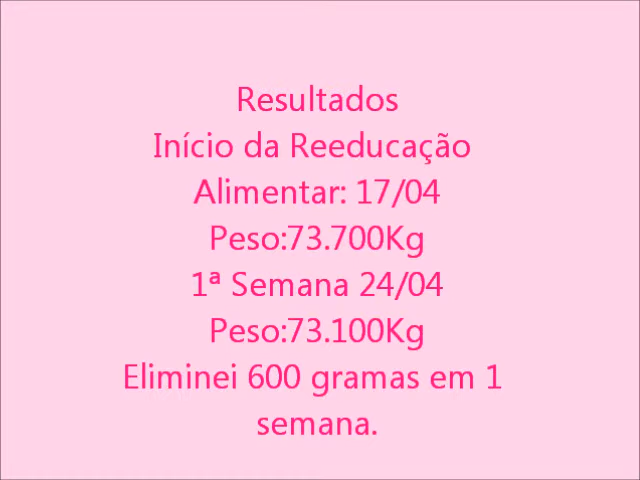 Resultados
Início da Reeducação
Alimentar: 17/04
Peso:73.700Kg
1ª Semana 24/04
Peso:73.100Kg
Eliminei 600 gramas em 1
semana.